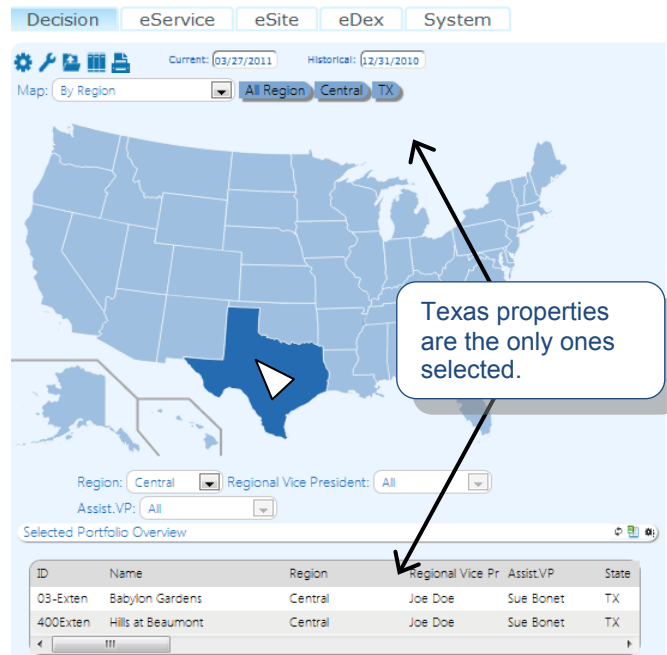 Decision eService eSite eDex System
Current: 03/27/2011 Historical: 12/31/2010
Map: By Region All Region Central TX
Texas properties
are the only ones
selected.
Region: Central Regional Vice President: All
Assist.VP: All
Selected Portfolio Overview
ID Name Region Regional Vice Pr Assist.VP State
03-Exten Babylon Gardens Central Joe Doe Sue Bonet TX
400Exten Hills at Beaumont Central Joe Doe Sue Bonet TX